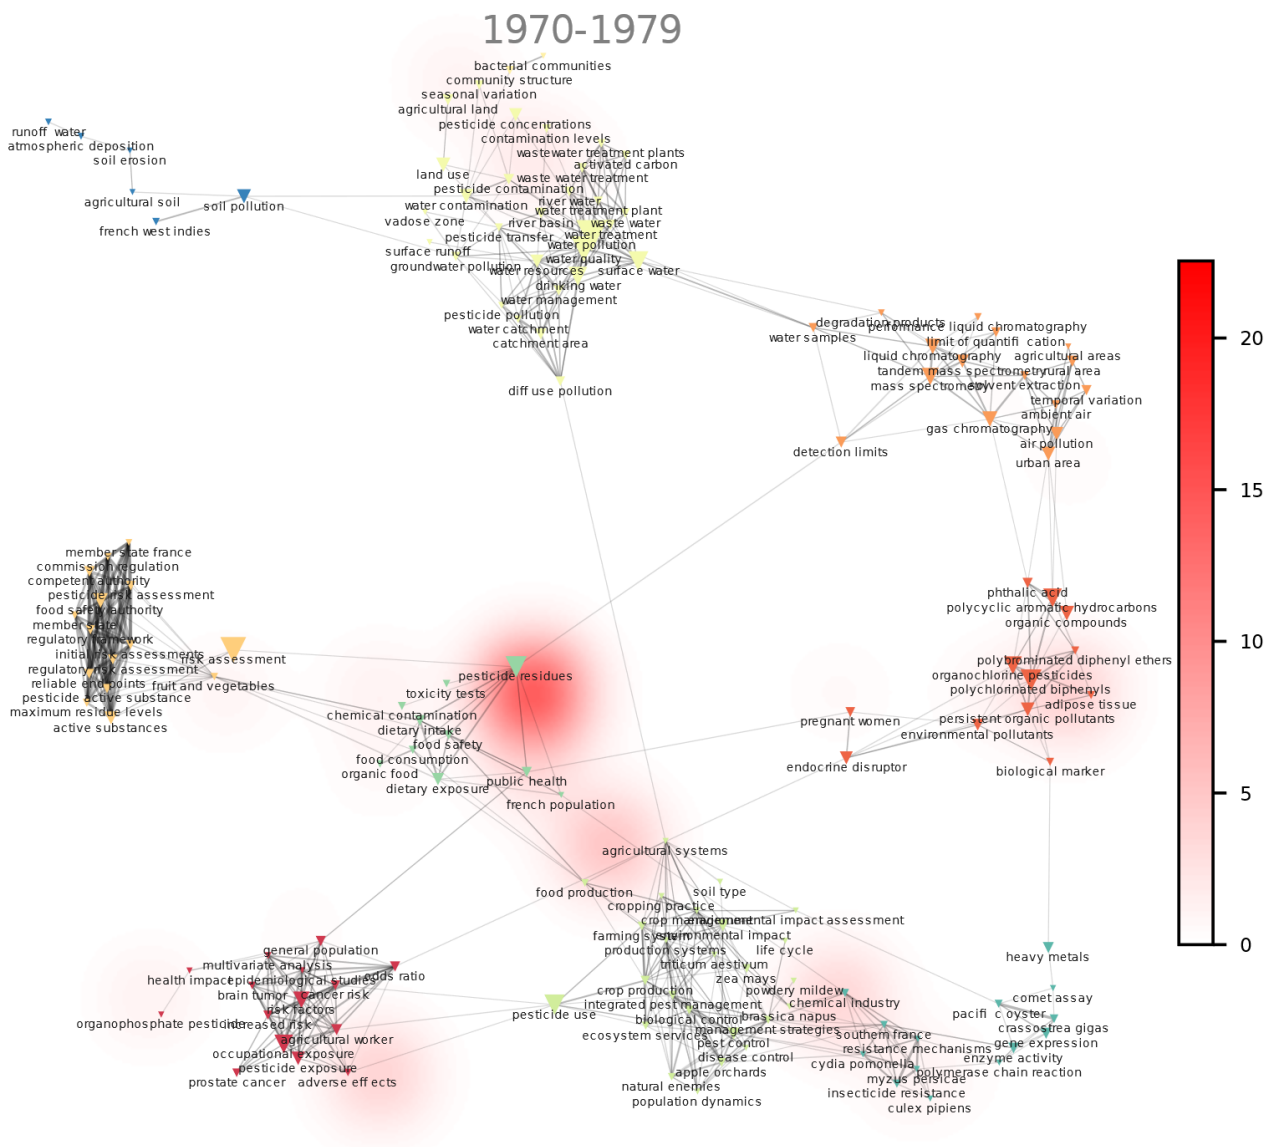 1970-1979
bacterial communities
community structure
seasonal variation
agricultural land
pesticide concentrations
contamination levels
wastewater treatment plants
activated carbon
land use
waste water treatment
pesticide contamination
river water
water contamination
water treatment plant
vadose zone
river basin
waste water
pesticide transfer
water treatment
water pollution
surface runoff
water quality
groundwater pollution
water resources
surface water
drinking water
water management
pesticide pollution
water catchment
catchment area
diff use pollution
runoff water
atmospheric deposition
soil erosion
agricultural soil
soil pollution
french west indies
degradation products
performance liquid chromatography
water samples
limit of quantifi cation
liquid chromatography
agricultural areas
tandem mass spectrometry
rural area
mass spectrometry
solvent extraction
temporal variation
ambient air
gas chromatography
air pollution
detection limits
urban area
20
15
10
5
0
member state france
commission regulation
competent authority
pesticide risk assessment
food safety authority
member state
regulatory framework
initial risk assessments
risk assessment
regulatory risk assessment
reliable endpoints
fruit and vegetables
pesticide active substance
maximum residue levels
active substances
phthalic acid
polycyclic aromatic hydrocarbons
organic compounds
polybrominated diphenyl ethers
organochlorine pesticides
polychlorinated biphenyls
adipose tissue
persistent organic pollutants
pregnant women
environmental pollutants
endocrine disruptor
biological marker
pesticide residues
toxicity tests
chemical contamination
dietary intake
food safety
food consumption
organic food
dietary exposure
public health
french population
agricultural systems
food production
soil type
cropping practice
crop management
environmental impact assessment
farming system
environmental impact
production systems
life cycle
triticum aestivum
zea mays
crop production
powdery mildew
integrated pest management
chemical industry
pesticide use
biological control
brassica napus
ecosystem services
management strategies
pest control
disease control
apple orchards
natural enemies
population dynamics
general population
multivariate analysis
health impact
epidemiological studies
odds ratio
brain tumor
cancer risk
risk factors
organophosphate pesticide
increased risk
agricultural worker
occupational exposure
pesticide exposure
prostate cancer
adverse eff ects
heavy metals
comet assay
pacifi c oyster
crassostrea gigas
southern france
gene expression
resistance mechanisms
enzyme activity
cydia pomonella
polymerase chain reaction
myzus persicae
insecticide resistance
culex pipiens